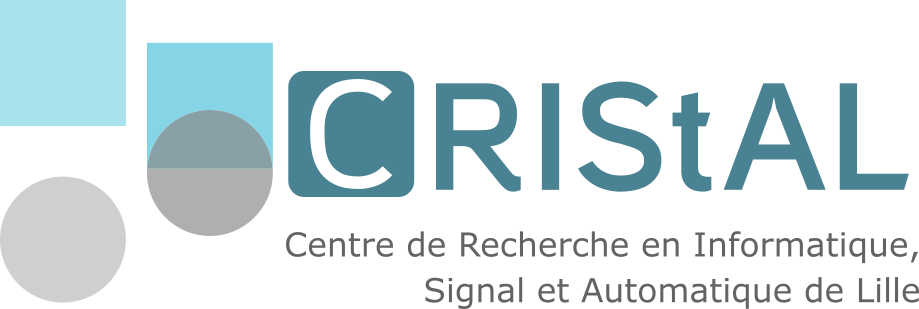 CRIStAL
Centre de Recherche en Informatique,
Signal et Automatique de Lille